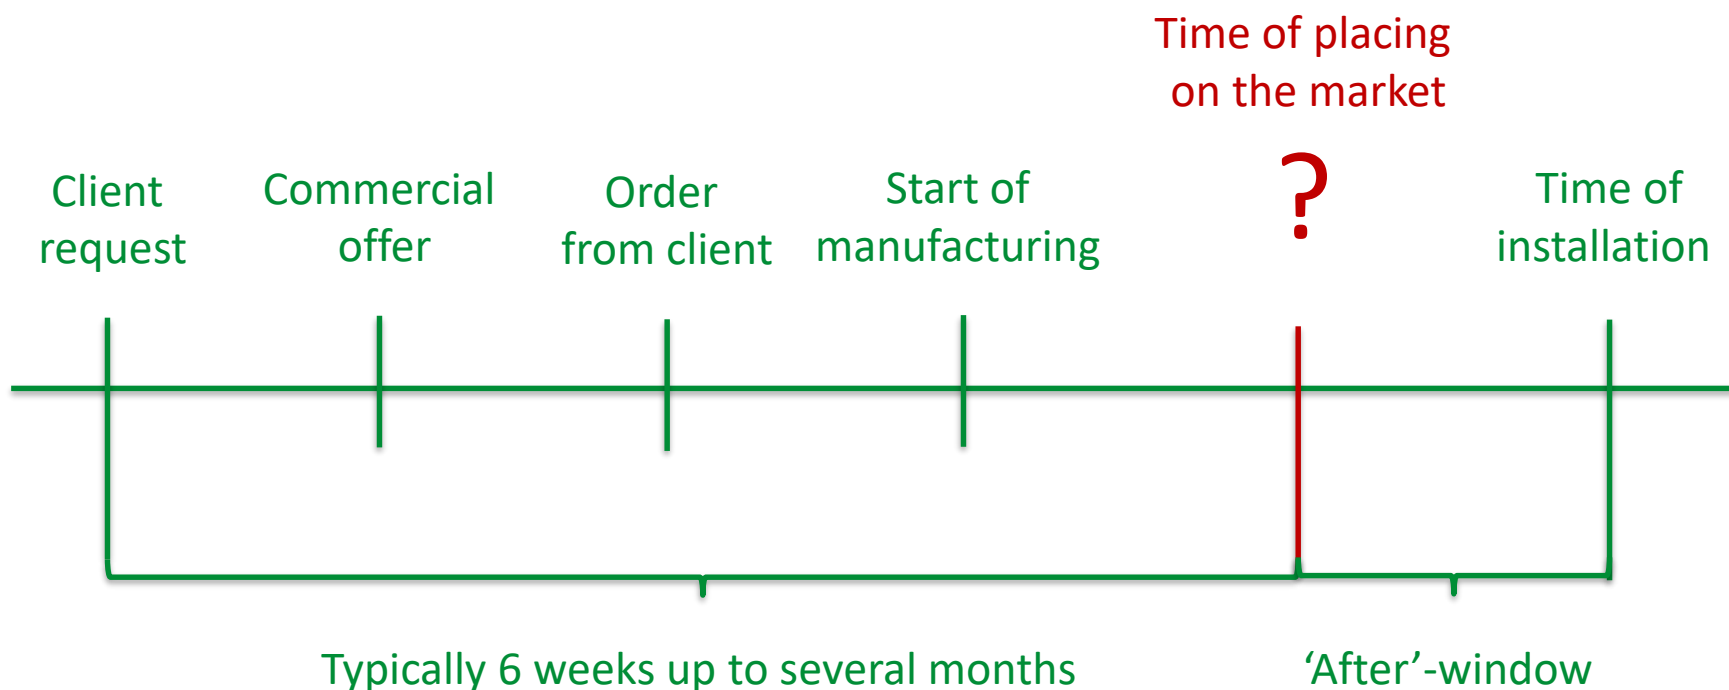 Time of placing
on the market
?
Client
request
Commercial
offer
Order
from client
Start of
manufacturing
Time of
installation
Typically 6 weeks up to several months
‘After’-window